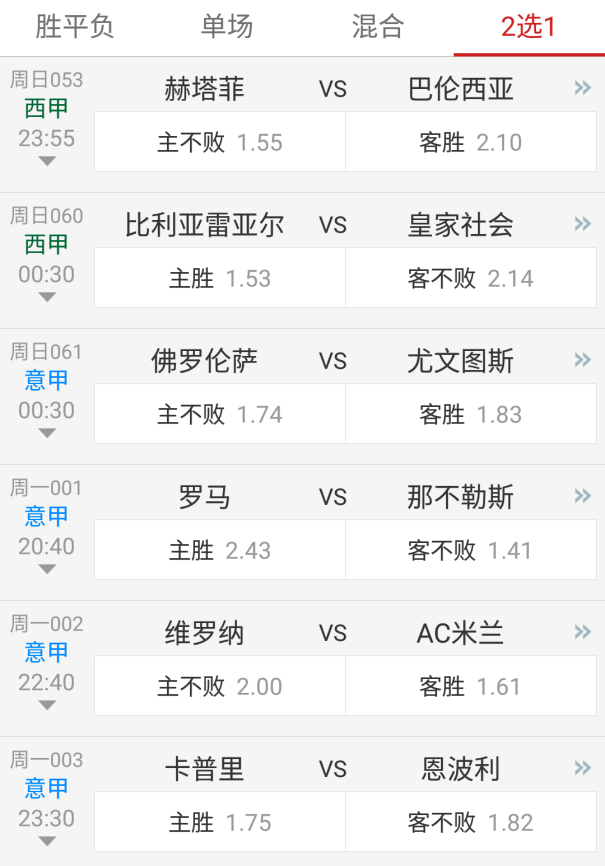 胜平负 单场 混合 2选1
周日053
西甲
23:55
赫塔菲 VS 巴伦西亚
主不败 1.55 客胜 2.10
周日060
西甲
00:30
比利亚雷亚尔 VS 皇家社会
主胜 1.53 客不败 2.14
周日061
意甲
00:30
佛罗伦萨 VS 尤文图斯
主不败 1.74 客胜 1.83
周一001
意甲
20:40
罗马 VS 那不勒斯
主胜 2.43 客不败 1.41
周一002
意甲
22:40
维罗纳 VS AC米兰
主不败 2.00 客胜 1.61
周一003
意甲
23:30
卡普里 VS 恩波利
主胜 1.75 客不败 1.82